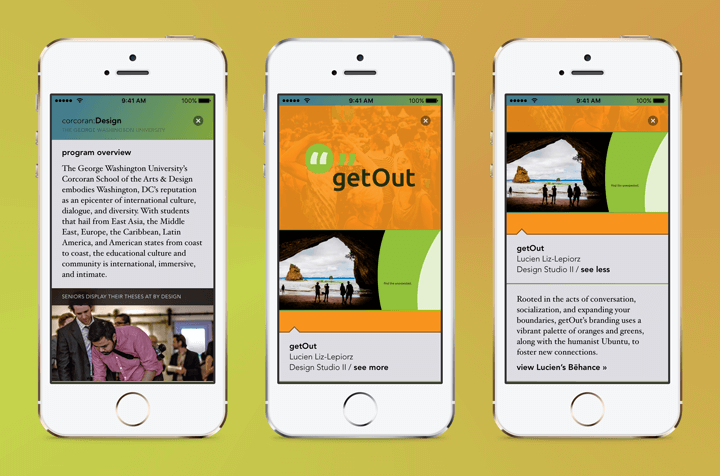 9:41 AM
100%
corcoran:Design
THE GEORGE WASHINGTON UNIVERSITY
program overview
The George Washington University's
Corcoran School of the Arts & Design
embodies Washington, DC's reputation
as an epicenter of international culture,
dialogue, and diversity. With students
that hail from East Asia, the Middle
East, Europe, the Caribbean, Latin
America, and American states from coast
to coast, the educational culture and
community is international, immersive,
and intimate.
SENIORS DISPLAY THEIR THESES AT BY DESIGN
9:41 AM
100%
getOut
getOut
Lucien Liz-Lepiorz
Design Studio II / see more
9:41 AM
100%
getOut
Lucien Liz-Lepiorz
Design Studio II / see less
Rooted in the acts of conversation,
socialization, and expanding your
boundaries, getOut's branding uses a
vibrant palette of oranges and greens,
along with the humanist Ubuntu, to
foster new connections.
view Lucien's Bēhance »